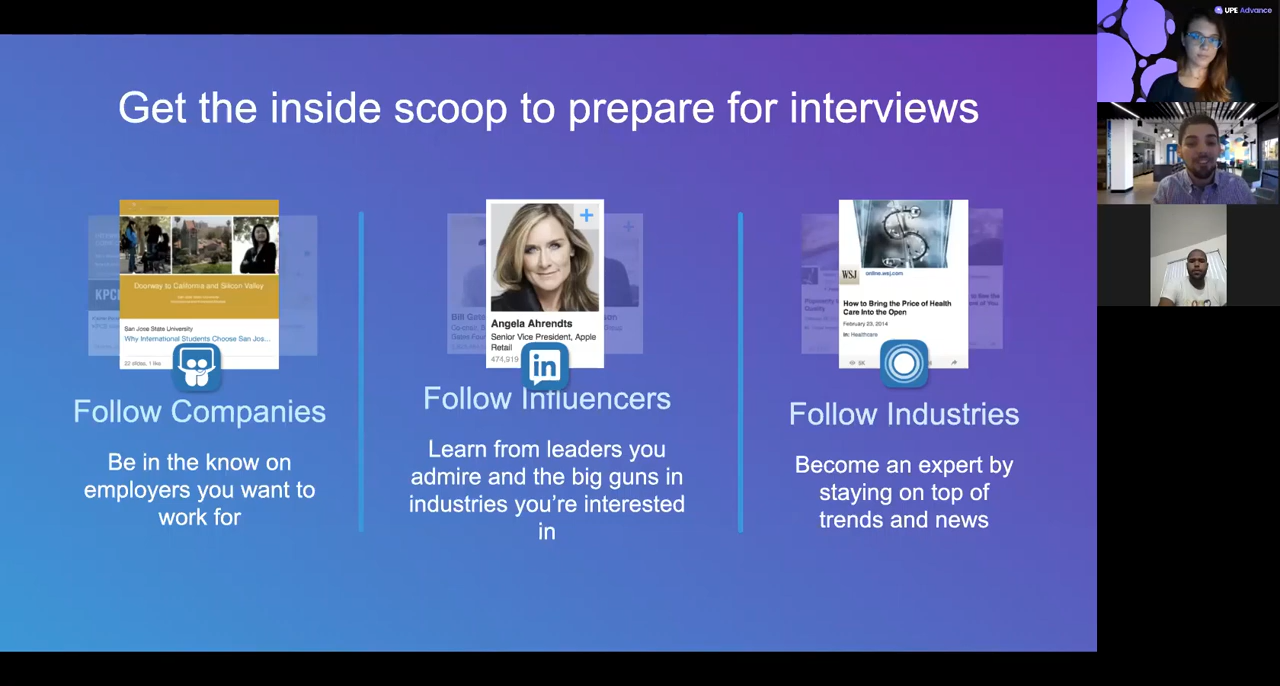 UPE Advance
Get the inside scoop to prepare for interviews
KPCB
Doorway to California and Silicon Valley
San Jose State University
Why International Students Choose San Jos...
Follow Companies
Be in the know on
employers you want to
work for
Angela Ahrendts
Senior Vice President, Apple
Retail
474,919
in
Follow Influencers
Learn from leaders you
admire and the big guns in
industries you're interested
in
WSJ
online.wsj.com
How to Bring the Price of Health
Care Into the Open
February 23, 2014
In: Healthcare
Follow Industries
Become an expert by
staying on top of
trends and news